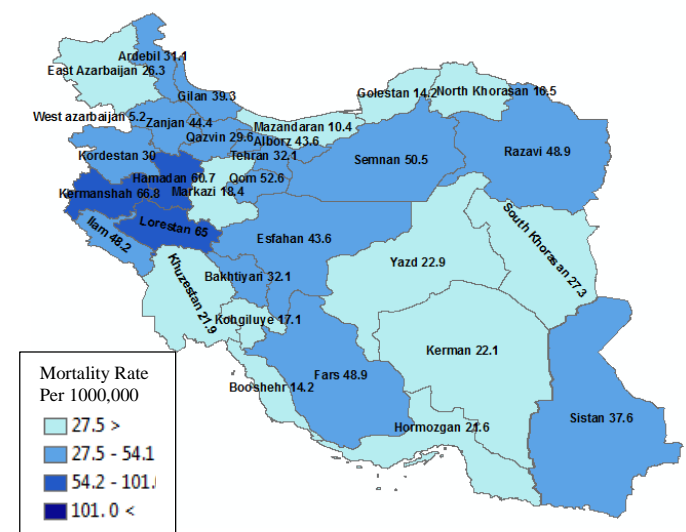 Ardebil 31.1
East Azarbaijan 26.3
Gilan 39.3
Golestan 14.2
North Khorasan 16.5
West azarbaijan 5.2
Zanjan 44.4
Mazandaran 10.4
Qazvin 29.6
Alborz 43.6
Kordestan 30
Tehran 32.1
Semnan 50.5
Razavi 48.9
Hamadan 60.7
Qom 52.6
Kermanshah 66.8
Markazi 18.4
Ilam 48.2
Lorestan 65
Esfahan 43.6
South Khorasan 27.3
Yazd 22.9
Khuzestan 21.9
Bakhtiyari 32.1
Kohgiluye 17.1
Kerman 22.1
Fars 48.9
Booshehr 14.2
Hormozgan 21.6
Sistan 37.6
Mortality Rate
Per 1000,000
27.5 >
27.5 - 54.1
54.2 - 101.
101.0 <